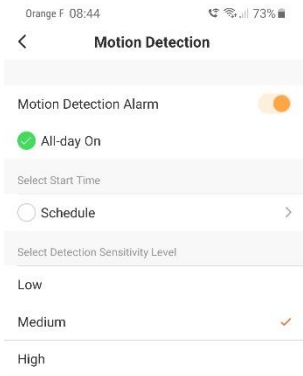 Orange F 08:44 73%
Motion Detection
Motion Detection Alarm
All-day On
Select Start Time
Schedule
Select Detection Sensitivity Level
Low
Medium
High